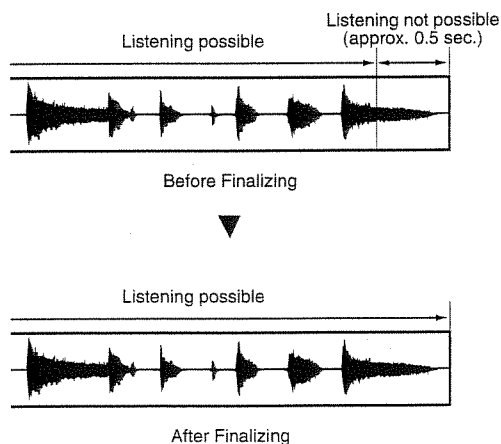 Listening not possible
(approx. 0.5 sec.)
Listening possible
Before Finalizing
Listening possible
After Finalizing